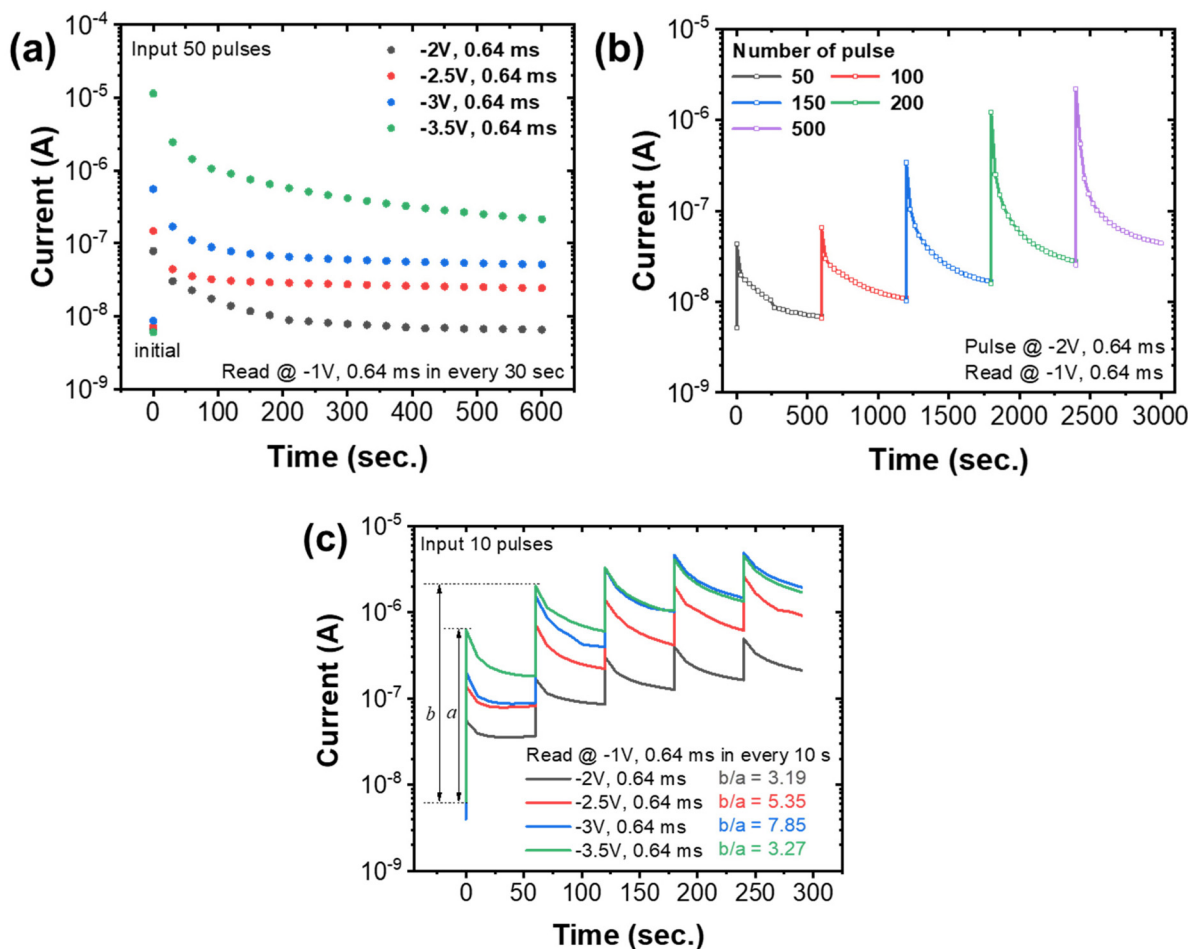 (a)
Input 50 pulses
-2V, 0.64 ms
-2.5V, 0.64 ms
-3V, 0.64 ms
-3.5V, 0.64 ms
10⁻⁴
10⁻⁵
10⁻⁶
10⁻⁷
10⁻⁸
10⁻⁹
Current (A)
initial
Read @ -1V, 0.64 ms in every 30 sec
0 100 200 300 400 500 600
Time (sec.)
(b)
Number of pulse
50 100
150 200
500
10⁻⁵
10⁻⁶
10⁻⁷
10⁻⁸
10⁻⁹
Current (A)
Pulse @ -2V, 0.64 ms
Read @ -1V, 0.64 ms
0 500 1000 1500 2000 2500 3000
Time (sec.)
(c)
Input 10 pulses
10⁻⁵
10⁻⁶
10⁻⁷
10⁻⁸
10⁻⁹
Current (A)
b a
Read @ -1V, 0.64 ms in every 10 s
-2V, 0.64 ms b/a = 3.19
-2.5V, 0.64 ms b/a = 5.35
-3V, 0.64 ms b/a = 7.85
-3.5V, 0.64 ms b/a = 3.27
0 50 100 150 200 250 300
Time (sec.)